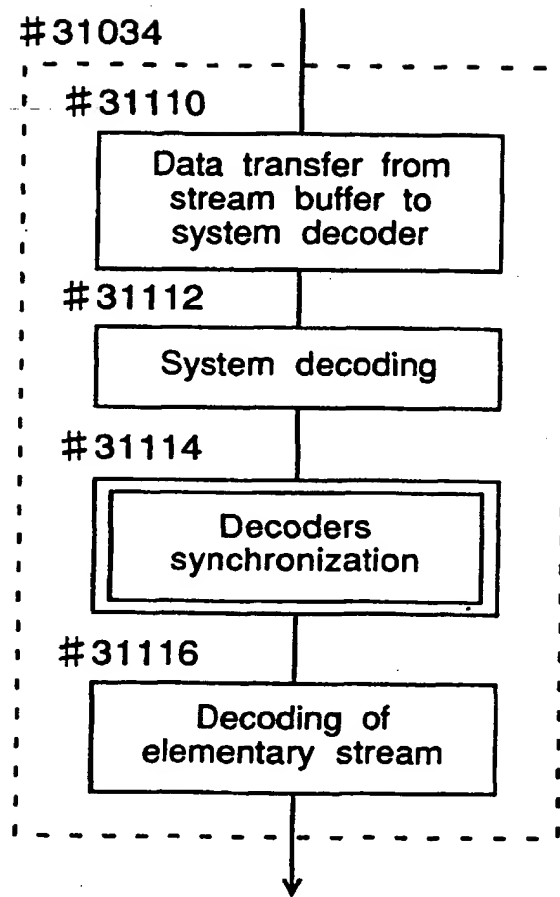 #31034
#31110
Data transfer from
stream buffer to
system decoder
#31112
System decoding
#31114
Decoders
synchronization
#31116
Decoding of
elementary stream